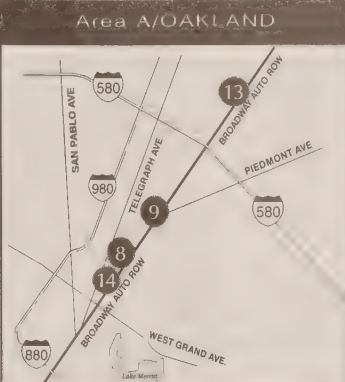 Area A/OAKLAND
580
13
BROADWAY AUTO ROW
SAN PABLO AVE
TELEGRAPH AVE
PIEDMONT AVE
980
9
580
8
14
BROADWAY AUTO ROW
WEST GRAND AVE.
880
Lake Merritt